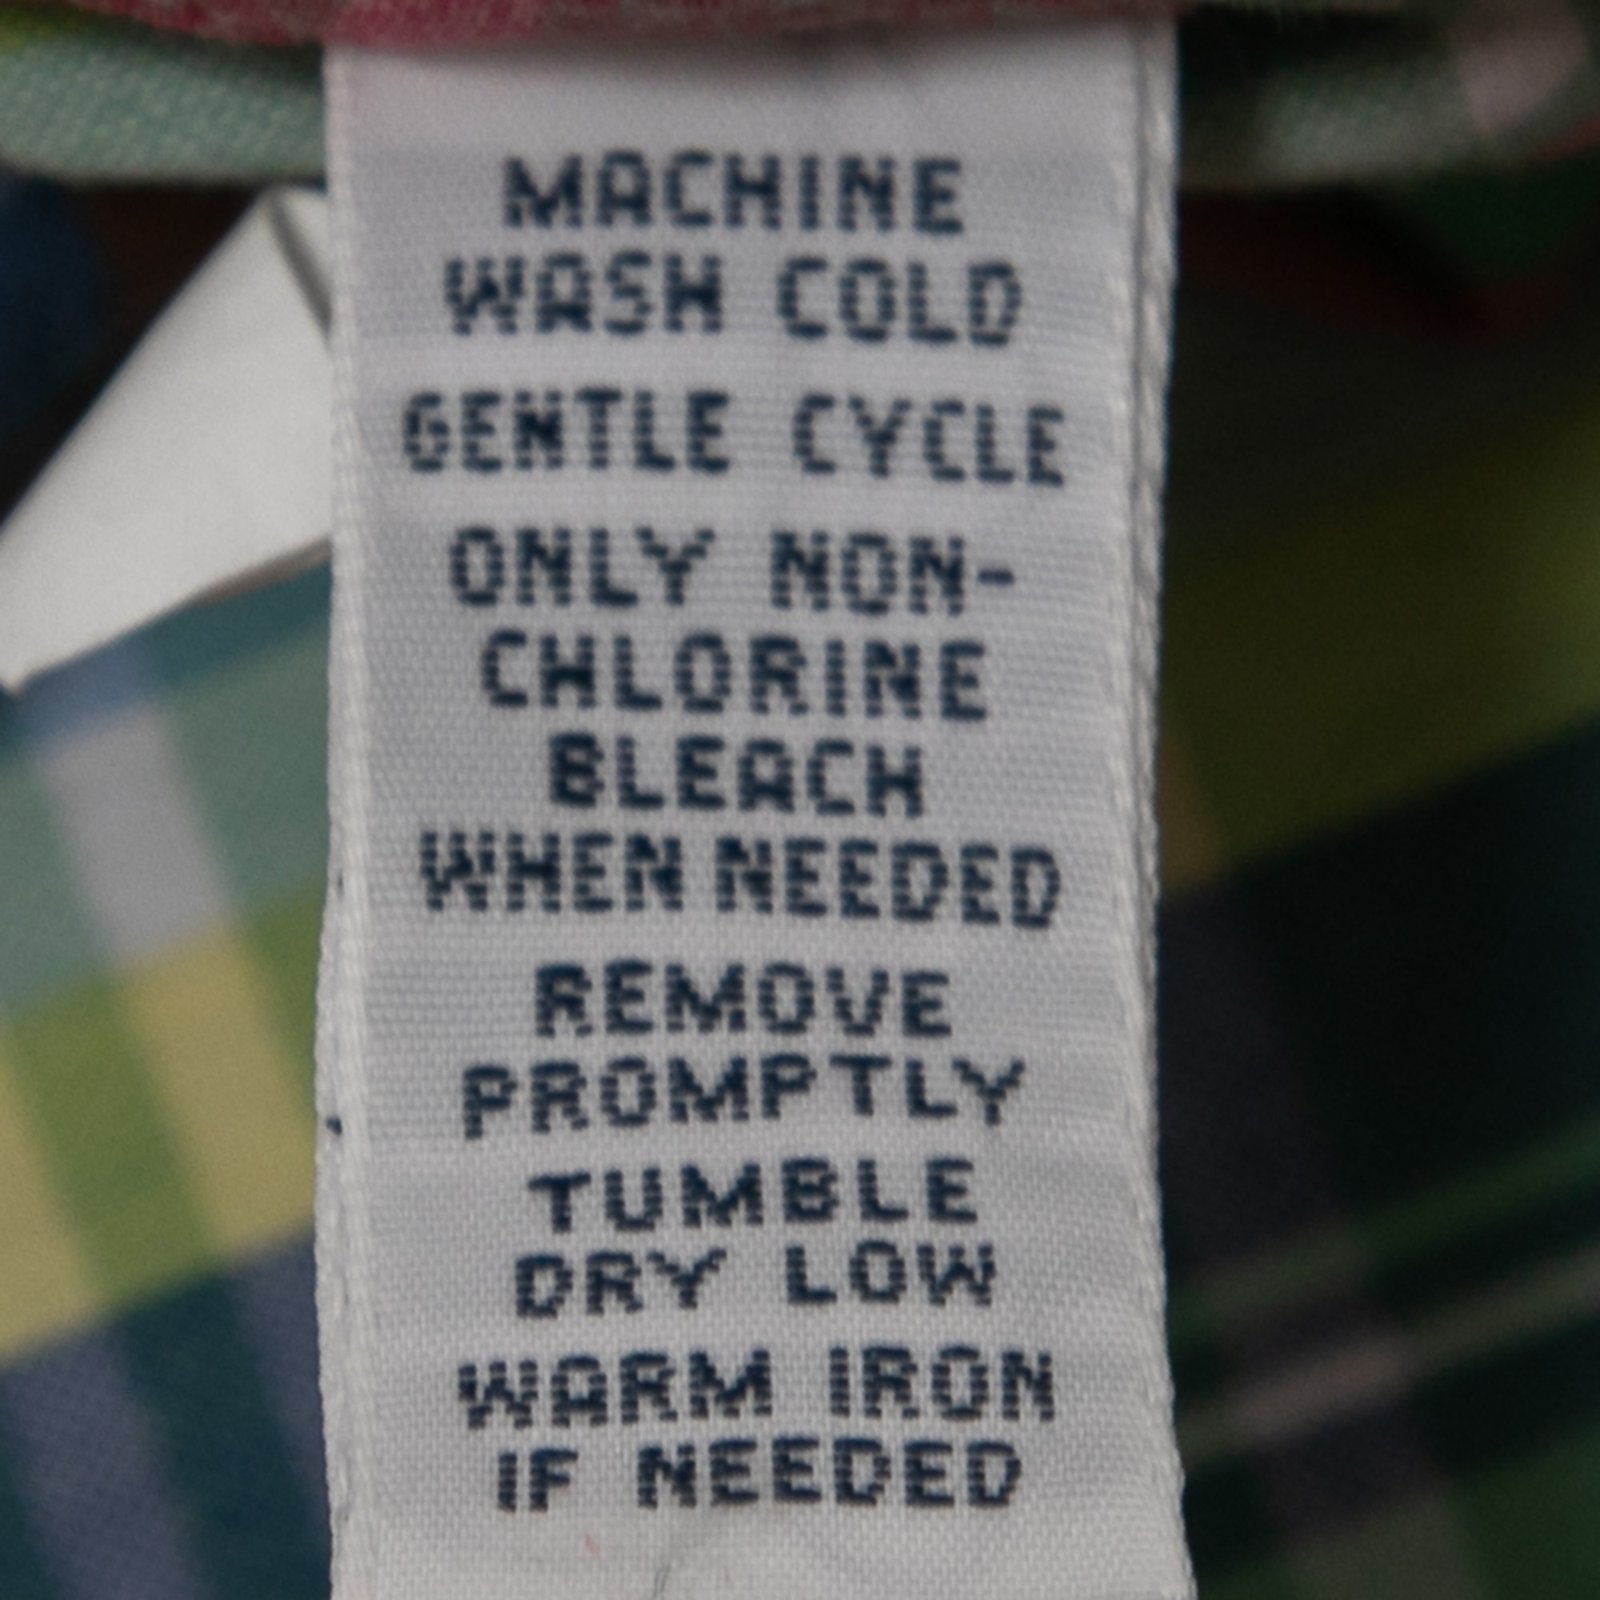 MACHINE
WASH COLD
GENTLE CYCLE
ONLY NON-
CHLORINE
BLEACH
WHEN NEEDED
REMOVE
PROMPTLY
TUMBLE
DRY LOW
WARM IRON
IF NEEDED